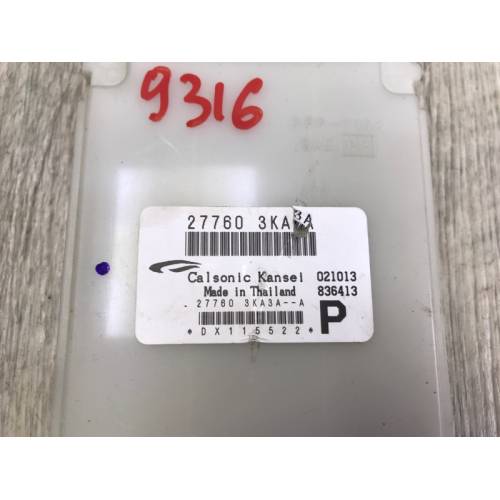 9316
27760 3KA3A
Calsonic Kansei 021013
Made in Thailand 836413
27760 3KA3A--A
*DX115522* P